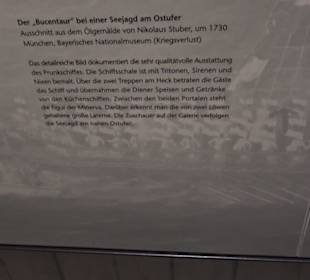 Der „Bucentaur" bei einer Seejagd am Ostufer
Ausschnitt aus dem Ölgemälde von Nikolaus Stuber, um 1730
München, Bayerisches Nationalmuseum (Kriegsverlust)
Das detailreiche Bild dokumentiert die sehr qualitätvolle Ausstattung
des Prunkschiffes. Die Schiffsschale ist mit Tritonen, Sirenen und
Nixen bemalt. Über die zwei Treppen am Heck betraten die Gäste
das Schiff und übernahmen die Diener Speisen und Getränke
von den Küchenschiffen. Zwischen den beiden Portalen steht
die Figur der Minerva. Darüber erkennt man die von zwei Löwen
gehaltene große Laterne. Die Zuschauer auf der Galerie verfolgen
die Seejagd am nahen Ostufer.